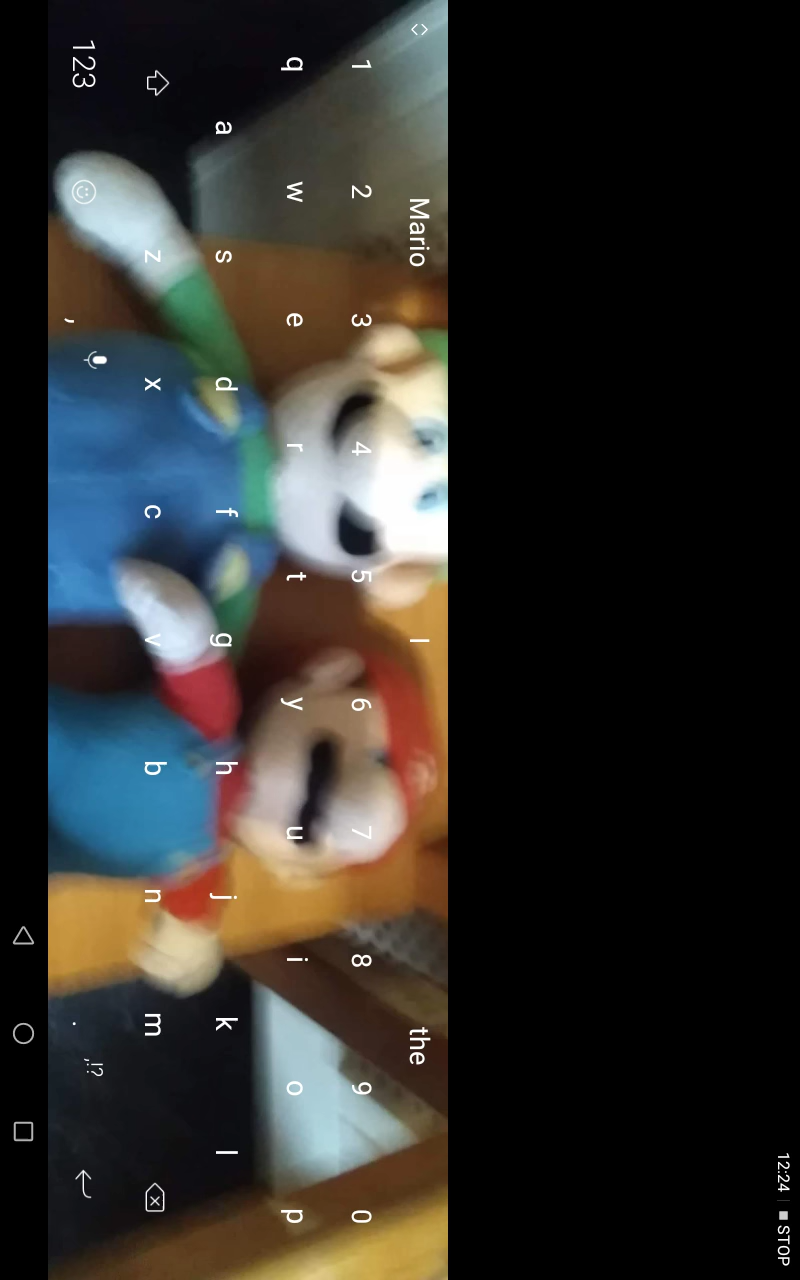 12:24 STOP
Mario I the
1 2 3 4 5 6 7 8 9 0
q w e r t y u i o p
a s d f g h j k l
z x c v b n m
123 , . ,!?